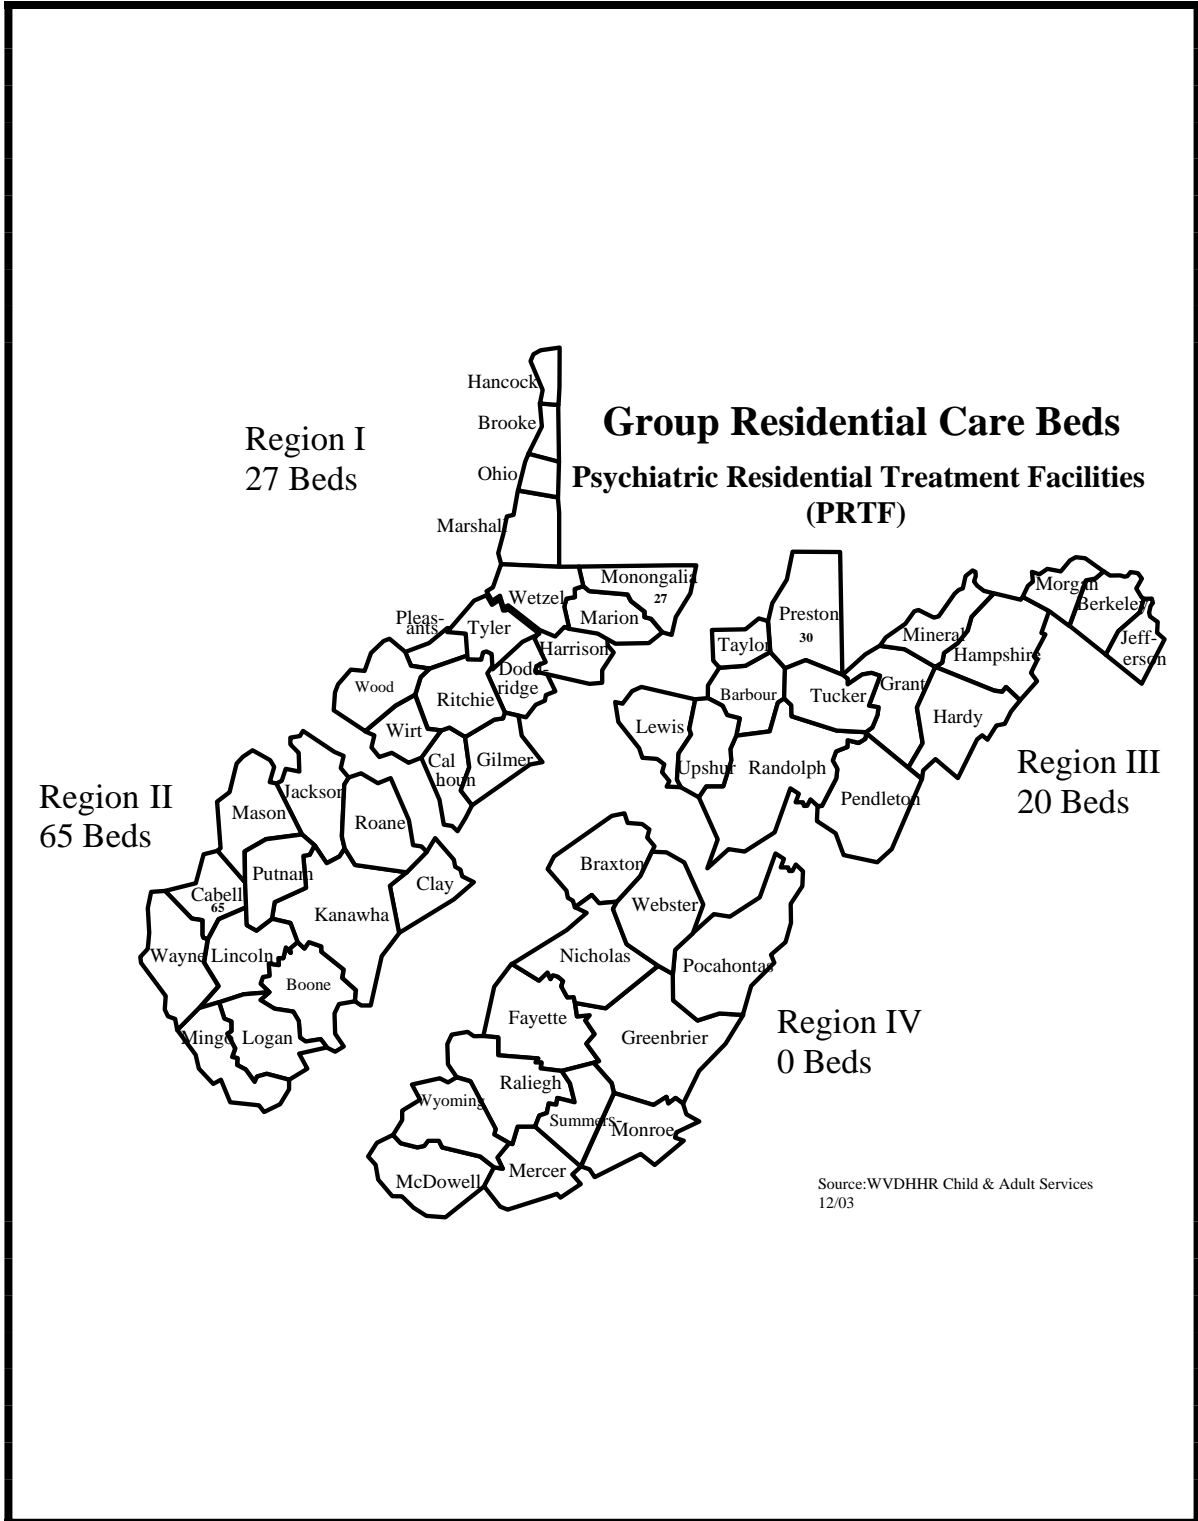 Group Residential Care Beds
Psychiatric Residential Treatment Facilities
(PRTF)
Region I
27 Beds
Hancock
Brooke
Ohio
Marshall
Wetzel
Monongalia
27
Marion
Pleas-
ants
Tyler
Harrison
Dodd-
ridge
Wood
Ritchie
Wirt
Cal
houn
Gilmer
Region II
65 Beds
Jackson
Mason
Roane
Putnam
Clay
Cabell
65
Kanawha
Wayne
Lincoln
Boone
Mingo
Logan
Region III
20 Beds
Preston
30
Taylor
Morgan
Berkeley
Jeff-
erson
Mineral
Hampshire
Grant
Barbour
Tucker
Hardy
Lewis
Upshur
Randolph
Pendleton
Region IV
0 Beds
Braxton
Webster
Nicholas
Pocahontas
Fayette
Greenbrier
Raliegh
Wyoming
Summers-
Monroe
McDowell
Mercer
Source:WVDHHR Child & Adult Services
12/03